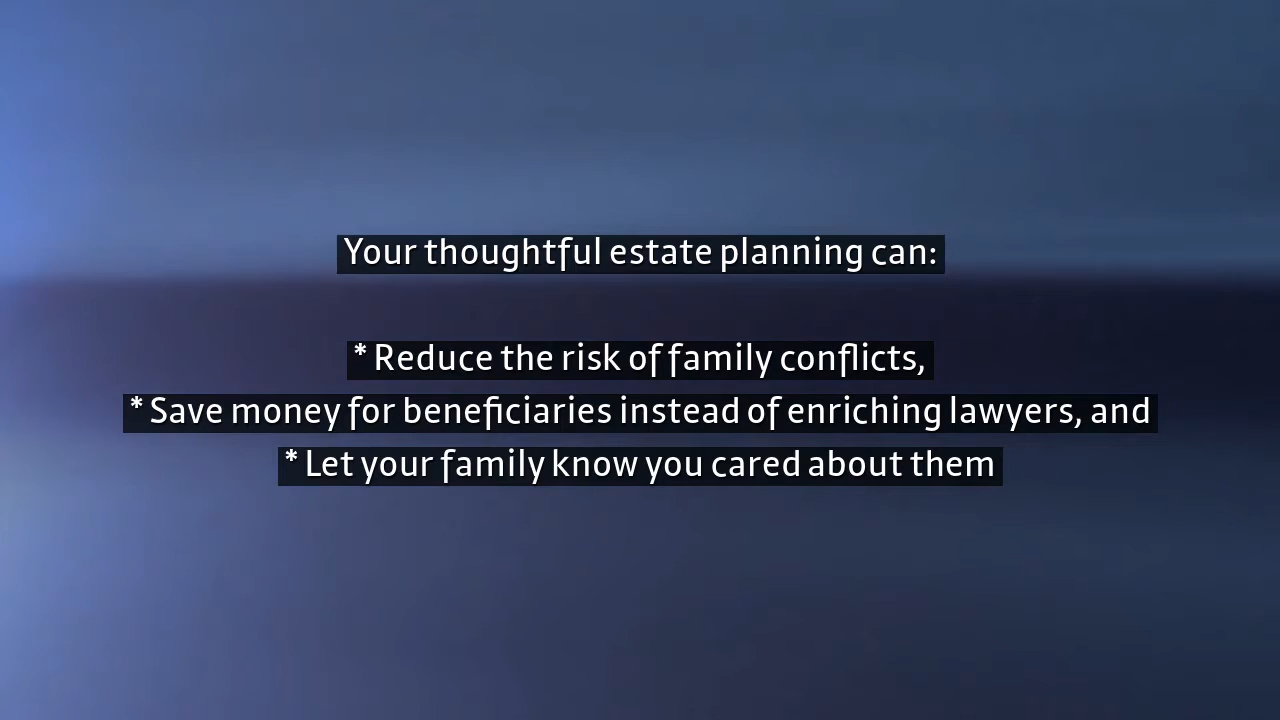 Your thoughtful estate planning can:
* Reduce the risk of family conflicts,
* Save money for beneficiaries instead of enriching lawyers, and
* Let your family know you cared about them